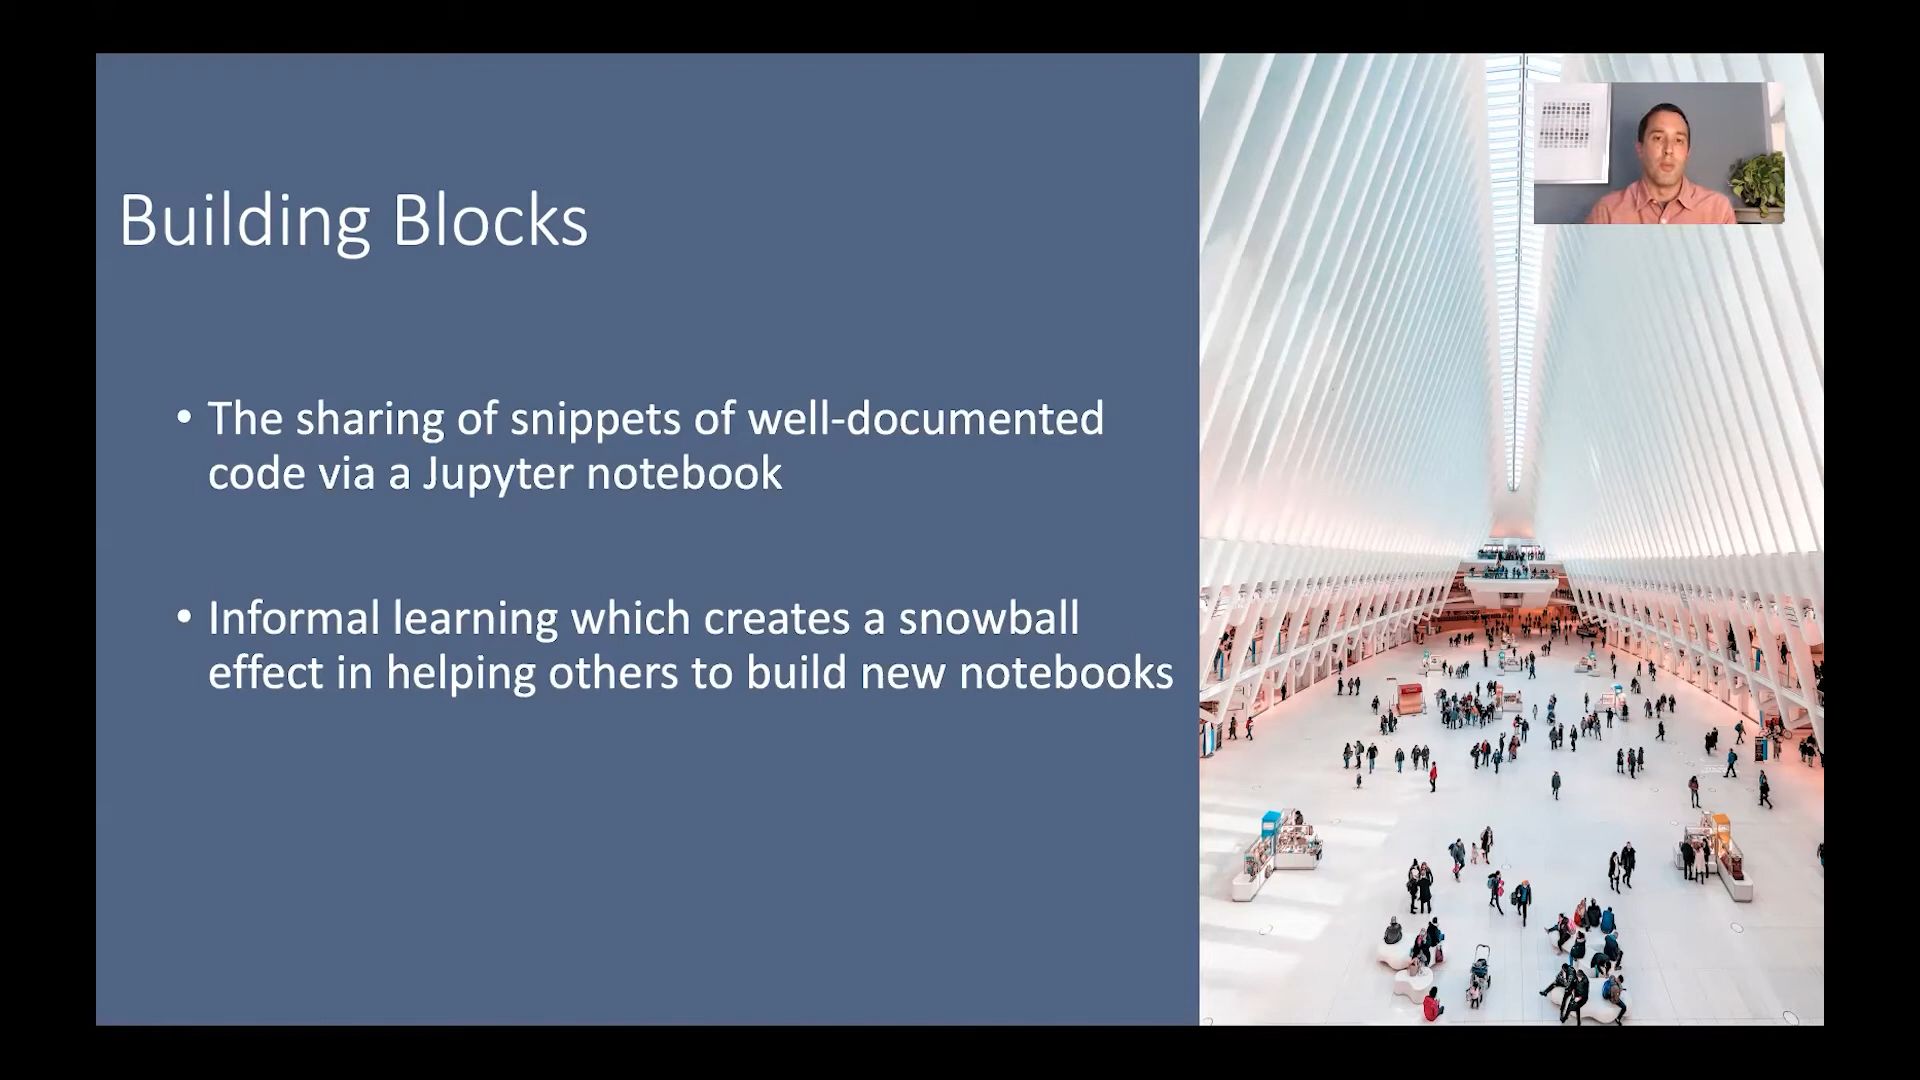 Building Blocks
• The sharing of snippets of well-documented
code via a Jupyter notebook
• Informal learning which creates a snowball
effect in helping others to build new notebooks